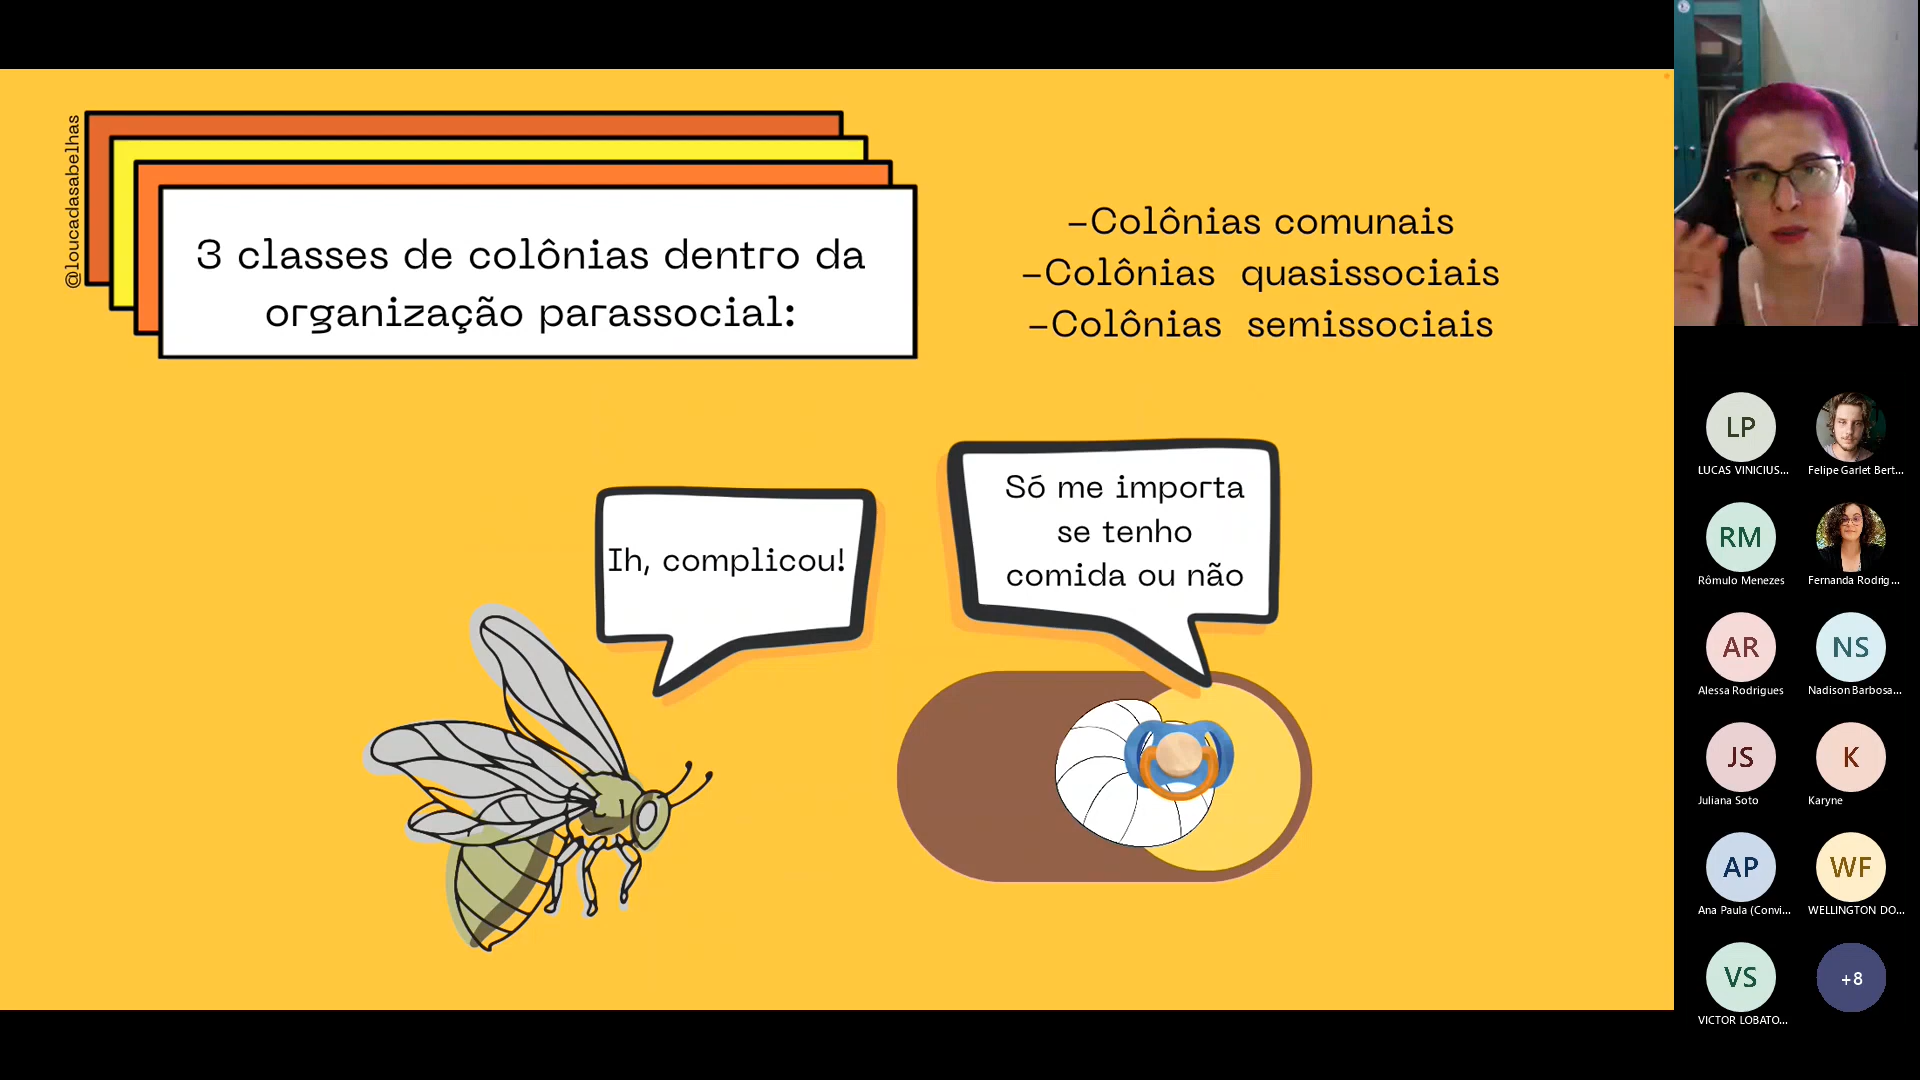 @loucadasabelhas
3 classes de colônias dentro da
organização parassocial:
-Colônias comunais
-Colônias quasissociais
-Colônias semissociais
Ih, complicou!
Só me importa
se tenho
comida ou não
LP
LUCAS VINICIUS...
Felipe Garlet Bert...
RM
Rômulo Menezes
Fernanda Rodrig...
AR
Alessa Rodrigues
NS
Nadison Barbosa...
JS
Juliana Soto
K
Karyne
AP
Ana Paula (Convi...
WF
WELLINGTON DO...
VS
VICTOR LOBATO...
+8